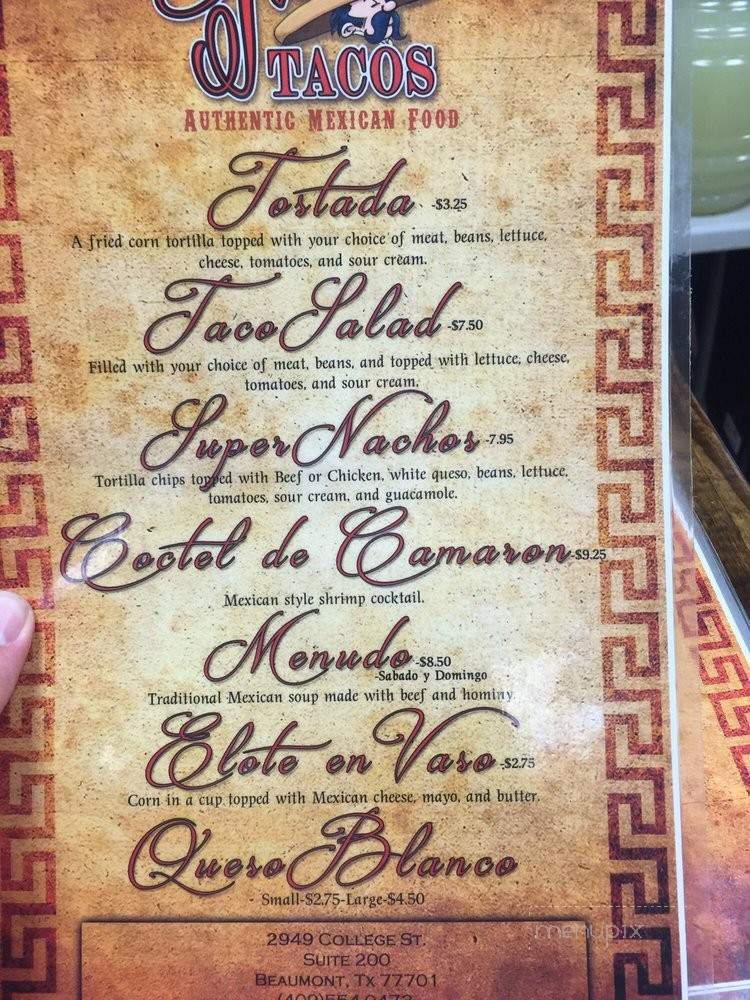 TACOS
AUTHENTIC MEXICAN FOOD
Tostada -$3.25
A fried corn tortilla topped with your choice of meat, beans, lettuce,
cheese, tomatoes, and sour cream.
Taco Salad -$7.50
Filled with your choice of meat, beans, and topped with lettuce, cheese,
tomatoes, and sour cream.
Super Nachos -7.95
Tortilla chips topped with Beef or Chicken, white queso, beans, lettuce,
tomatoes, sour cream, and guacamole.
Coctel de Camaron -$9.25
Mexican style shrimp cocktail.
Menudo -$8.50
-Sabado y Domingo
Traditional Mexican soup made with beef and hominy.
Elote en Vaso -$2.75
Corn in a cup topped with Mexican cheese, mayo, and butter.
Queso Blanco
Small-$2.75-Large-$4.50
2949 COLLEGE ST.
SUITE 200
BEAUMONT, TX 77701
menupix